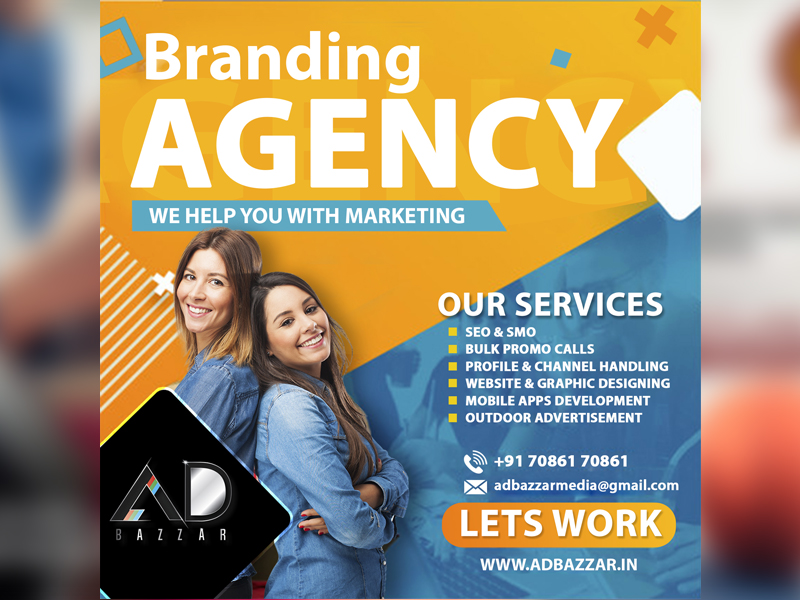 Branding
AGENCY
WE HELP YOU WITH MARKETING
OUR SERVICES
SEO & SMO
BULK PROMO CALLS
PROFILE & CHANNEL HANDLING
WEBSITE & GRAPHIC DESIGNING
MOBILE APPS DEVELOPMENT
OUTDOOR ADVERTISEMENT
+91 70861 70861
adbazzarmedia@gmail.com
LETS WORK
WWW.ADBAZZAR.IN
AD
BAZZAR